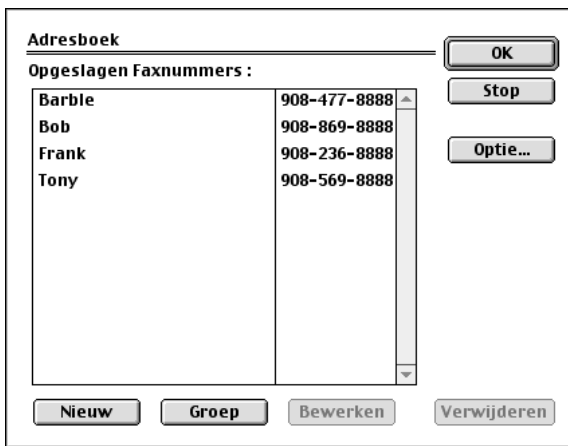 Adresboek
OK
Opgeslagen Faxnummers :
Stop
Barbie 908-477-8888
Bob 908-869-8888
Frank 908-236-8888
Optie...
Tony 908-569-8888
Nieuw Groep Bewerken Verwijderen